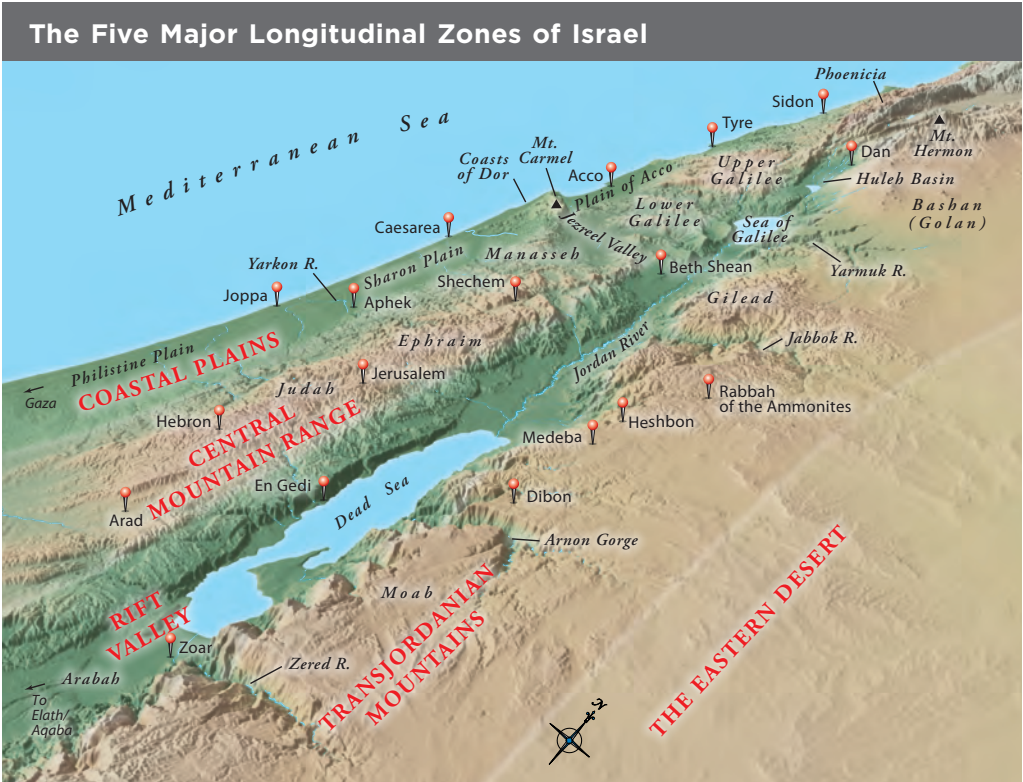 The Five Major Longitudinal Zones of Israel
Phoenicia
Sidon
Mediterranean Sea
Tyre
Mt.
Hermon
Mt.
Carmel
Coasts
of Dor
Acco
Plain of Acco
Upper
Galilee
Dan
Huleh Basin
Lower
Galilee
Bashan
(Golan)
Caesarea
Jezreel Valley
Sea of
Galilee
Sharon Plain
Manasseh
Yarkon R.
Shechem
Beth Shean
Yarmuk R.
Joppa
Aphek
Gilead
Ephraim
Jordan River
Jabbok R.
Philistine Plain
COASTAL PLAINS
Gaza
Judah
Jerusalem
Rabbah
of the Ammonites
Hebron
CENTRAL
MOUNTAIN RANGE
Heshbon
Medeba
En Gedi
Dead Sea
Dibon
Arad
Arnon Gorge
Moab
RIFT
VALLEY
Zoar
Zered R.
TRANSJORDANIAN
MOUNTAINS
THE EASTERN DESERT
Arabah
To
Elath/
Aqaba
N